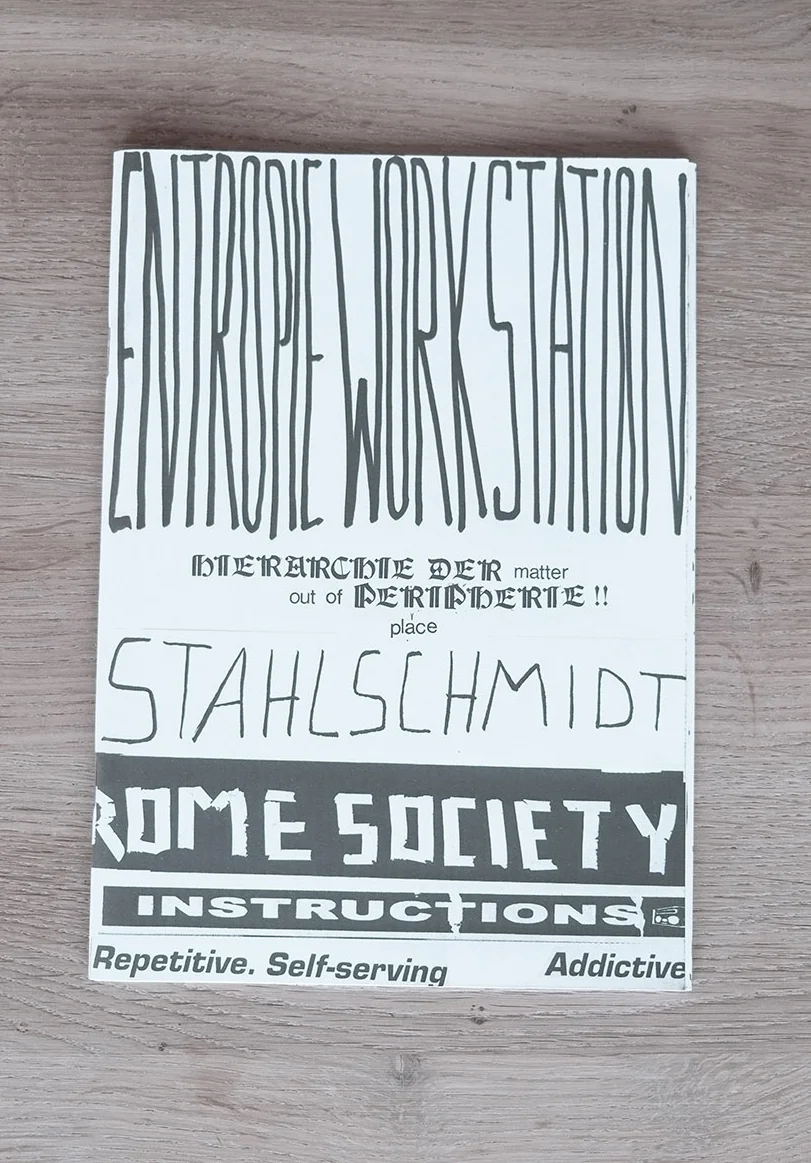 ENTROPIE WORKSTATION
HIERARCHIE DER matter
out of PERIPHERIE !!
place
STAHLSCHMIDT
ROME SOCIETY
INSTRUCTIONS
Repetitive. Self-serving Addictive